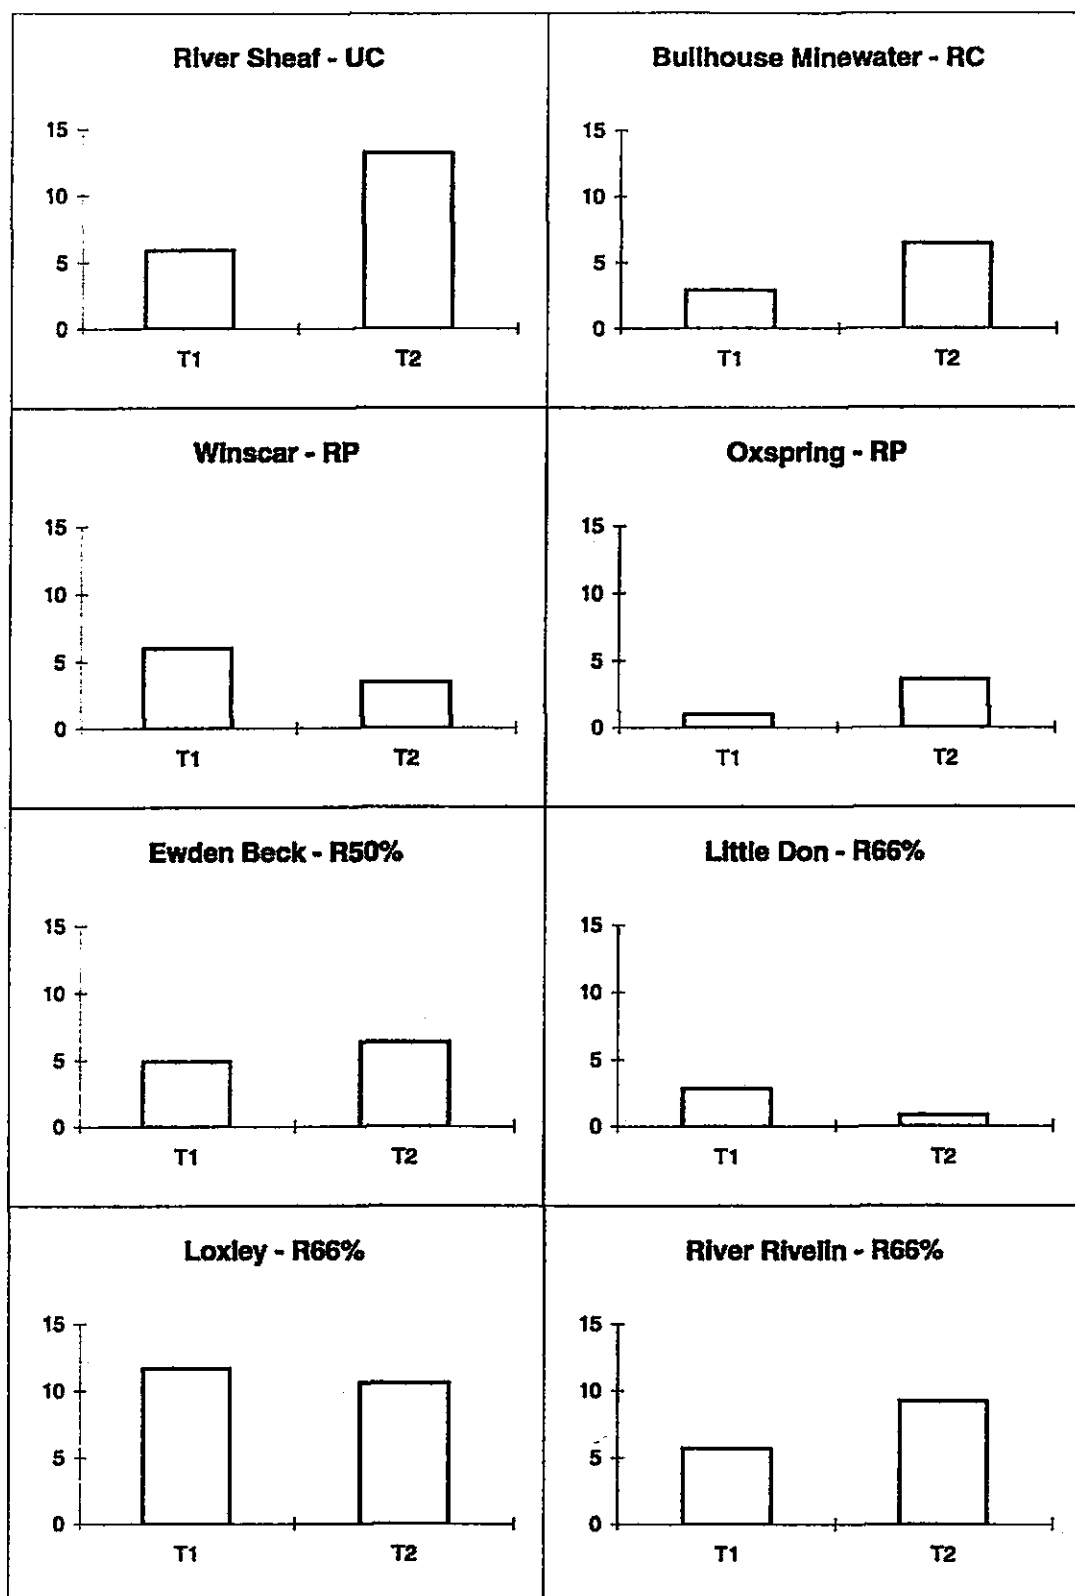 River Sheaf - UC
15
10
5
0
T1 T2
Bullhouse Minewater - RC
15
10
5
0
T1 T2
Winscar - RP
15
10
5
0
T1 T2
Oxspring - RP
15
10
5
0
T1 T2
Ewden Beck - R50%
15
10
5
0
T1 T2
Little Don - R66%
15
10
5
0
T1 T2
Loxley - R66%
15
10
5
0
T1 T2
River Rivelin - R66%
15
10
5
0
T1 T2